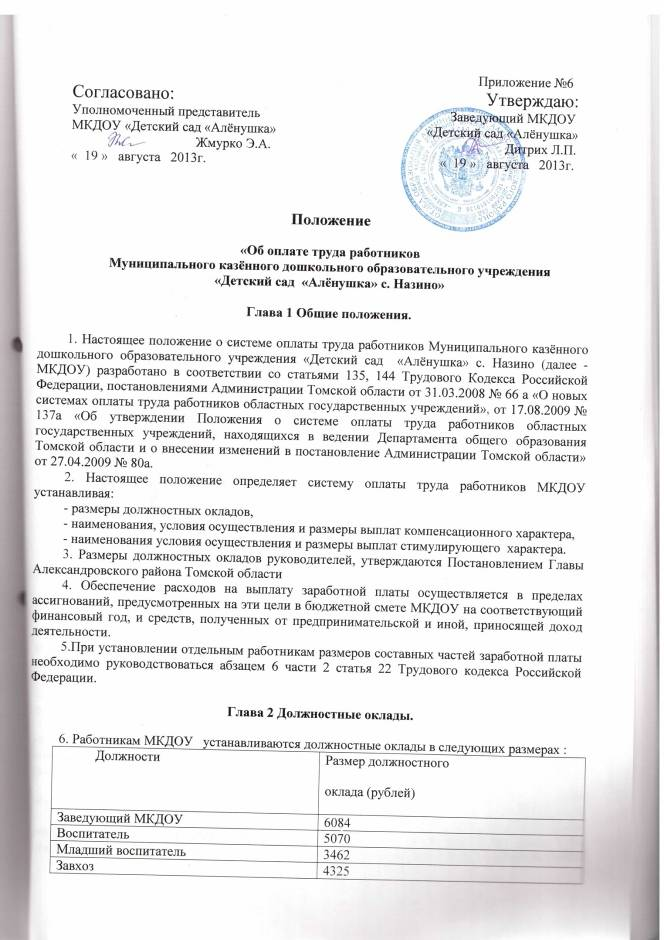 Приложение №6
Согласовано:
Утверждаю:
Уполномоченный представитель
Заведующий МКДОУ
МКДОУ «Детский сад «Алёнушка»
«Детский сад «Алёнушка»
Жмурко Э.А.
Дитрих Л.П.
« 19 » августа 2013г.
« 19 » августа 2013г.
Положение
«Об оплате труда работников
Муниципального казённого дошкольного образовательного учреждения
«Детский сад «Алёнушка» с. Назино»
Глава 1 Общие положения.
1. Настоящее положение о системе оплаты труда работников Муниципального казённого
дошкольного образовательного учреждения «Детский сад «Алёнушка» с. Назино (далее -
МКДОУ) разработано в соответствии со статьями 135, 144 Трудового Кодекса Российской
Федерации, постановлениями Администрации Томской области от 31.03.2008 № 66 а «О новых
системах оплаты труда работников областных государственных учреждений», от 17.08.2009 №
137а «Об утверждении Положения о системе оплаты труда работников областных
государственных учреждений, находящихся в ведении Департамента общего образования
Томской области и о внесении изменений в постановление Администрации Томской области»
от 27.04.2009 № 80а.
2. Настоящее положение определяет систему оплаты труда работников МКДОУ
устанавливая:
- размеры должностных окладов,
- наименования, условия осуществления и размеры выплат компенсационного характера,
- наименования условия осуществления и размеры выплат стимулирующего характера.
3. Размеры должностных окладов руководителей, утверждаются Постановлением Главы
Александровского района Томской области
4. Обеспечение расходов на выплату заработной платы осуществляется в пределах
ассигнований, предусмотренных на эти цели в бюджетной смете МКДОУ на соответствующий
финансовый год, и средств, полученных от предпринимательской и иной, приносящей доход
деятельности.
5.При установлении отдельным работникам размеров составных частей заработной платы
необходимо руководствоваться абзацем 6 части 2 статья 22 Трудового кодекса Российской
Федерации.
Глава 2 Должностные оклады.
6. Работникам МКДОУ устанавливаются должностные оклады в следующих размерах :
Должности
Размер должностного
оклада (рублей)
Заведующий МКДОУ 6084
Воспитатель 5070
Младший воспитатель 3462
Завхоз 4325